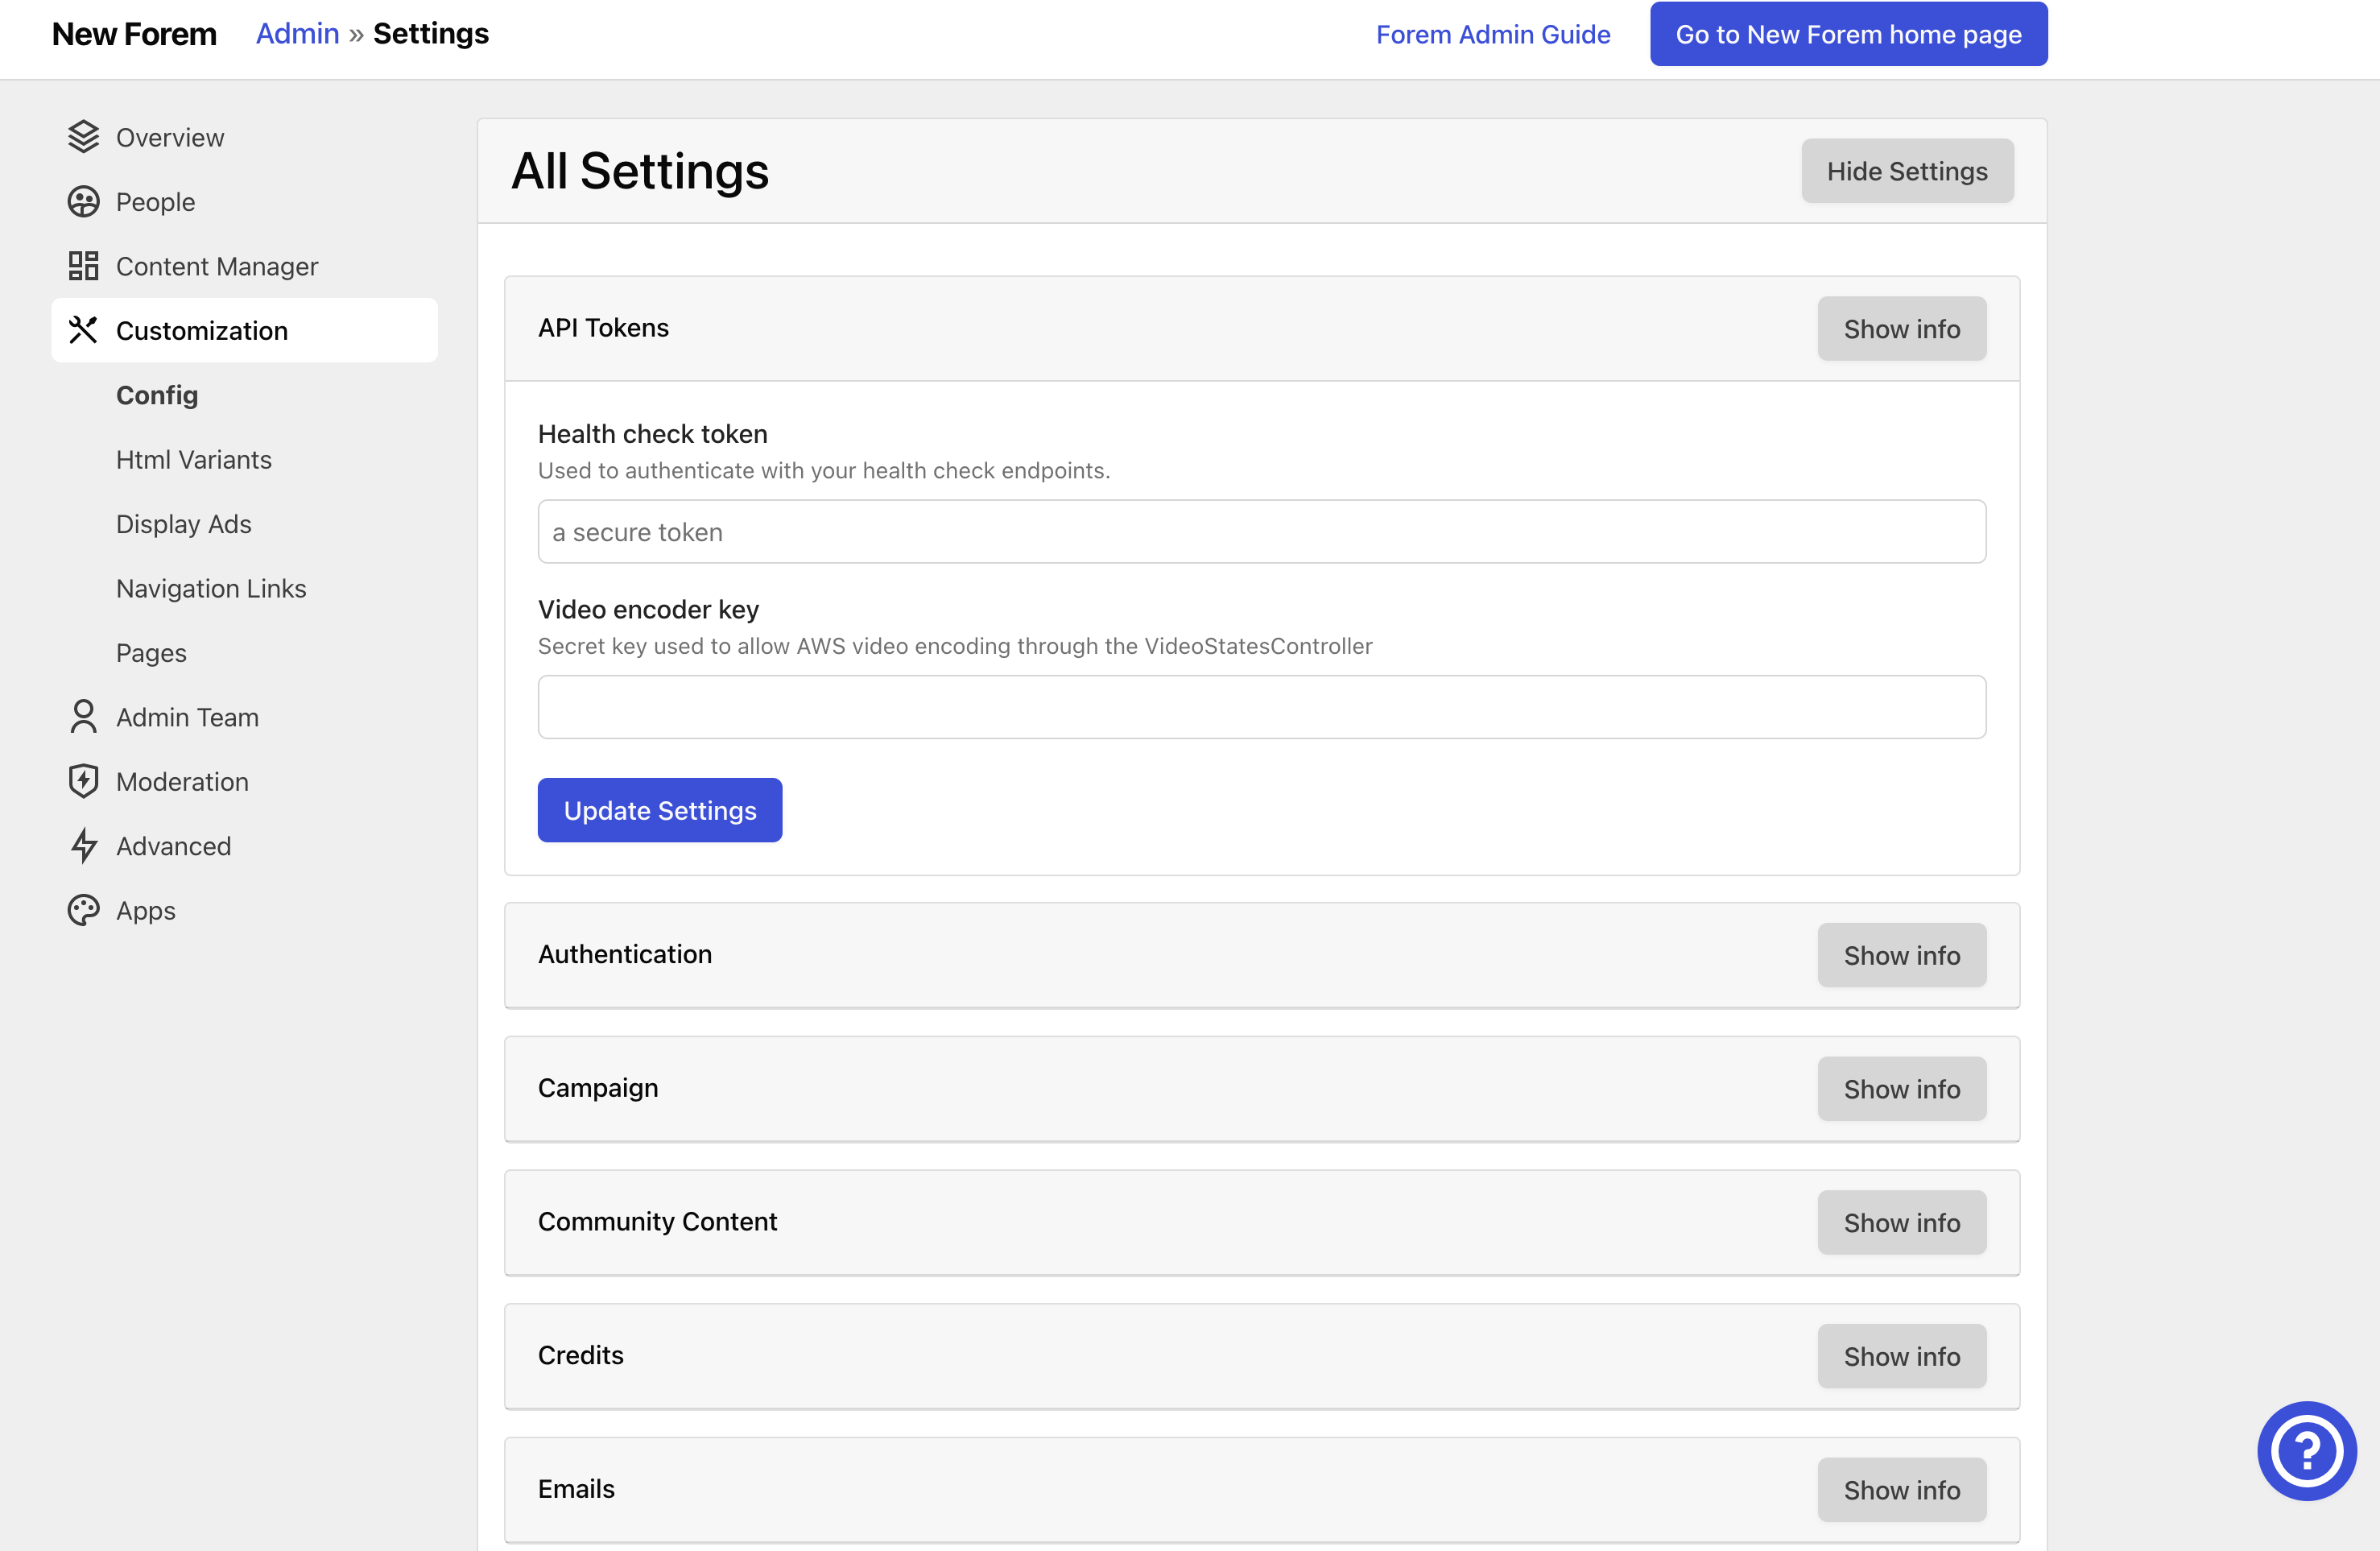 New Forem
Admin » Settings
Forem Admin Guide
Go to New Forem home page
Overview
People
Content Manager
Customization
Config
Html Variants
Display Ads
Navigation Links
Pages
Admin Team
Moderation
Advanced
Apps
All Settings
Hide Settings
API Tokens
Show info
Health check token
Used to authenticate with your health check endpoints.
a secure token
Video encoder key
Secret key used to allow AWS video encoding through the VideoStatesController
Update Settings
Authentication
Show info
Campaign
Show info
Community Content
Show info
Credits
Show info
Emails
Show info
?